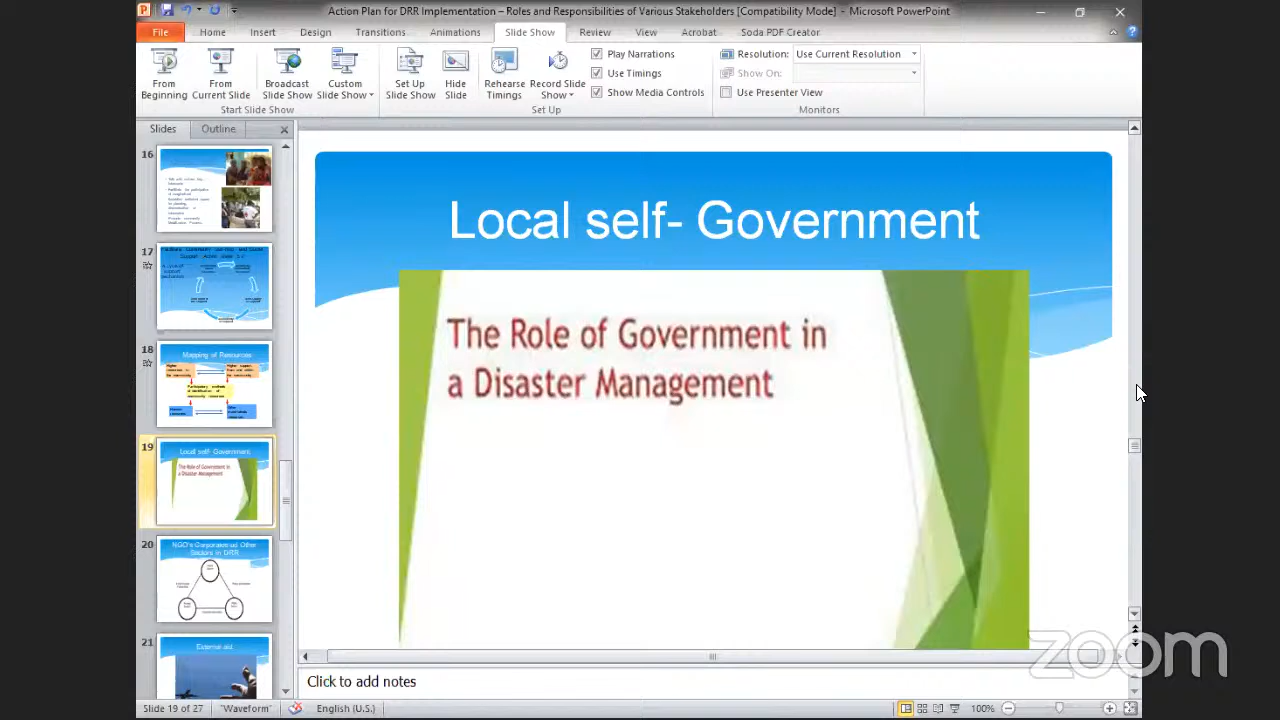 Action Plan for DRR Implementation – Roles and Responsibilities of Various Stakeholders [Compatibility Mode] - Microsoft PowerPoint
File Home Insert Design Transitions Animations Slide Show Review View Acrobat Soda PDF Creator
From Beginning
From Current Slide
Broadcast Slide Show
Custom Slide Show
Start Slide Show
Set Up Slide Show
Hide Slide
Rehearse Timings
Record Slide Show
Play Narrations
Use Timings
Show Media Controls
Set Up
Resolution: Use Current Resolution
Show On:
Use Presenter View
Monitors
Slides Outline
16
17
18
Mapping of Resources
19
Local self- Government
The Role of Government in
a Disaster Management
20
Sectors in DRR
21
External aid
Local self- Government
The Role of Government in
a Disaster Management
Click to add notes
Slide 19 of 27 "Waveform" English (U.S.) 100%
zoom